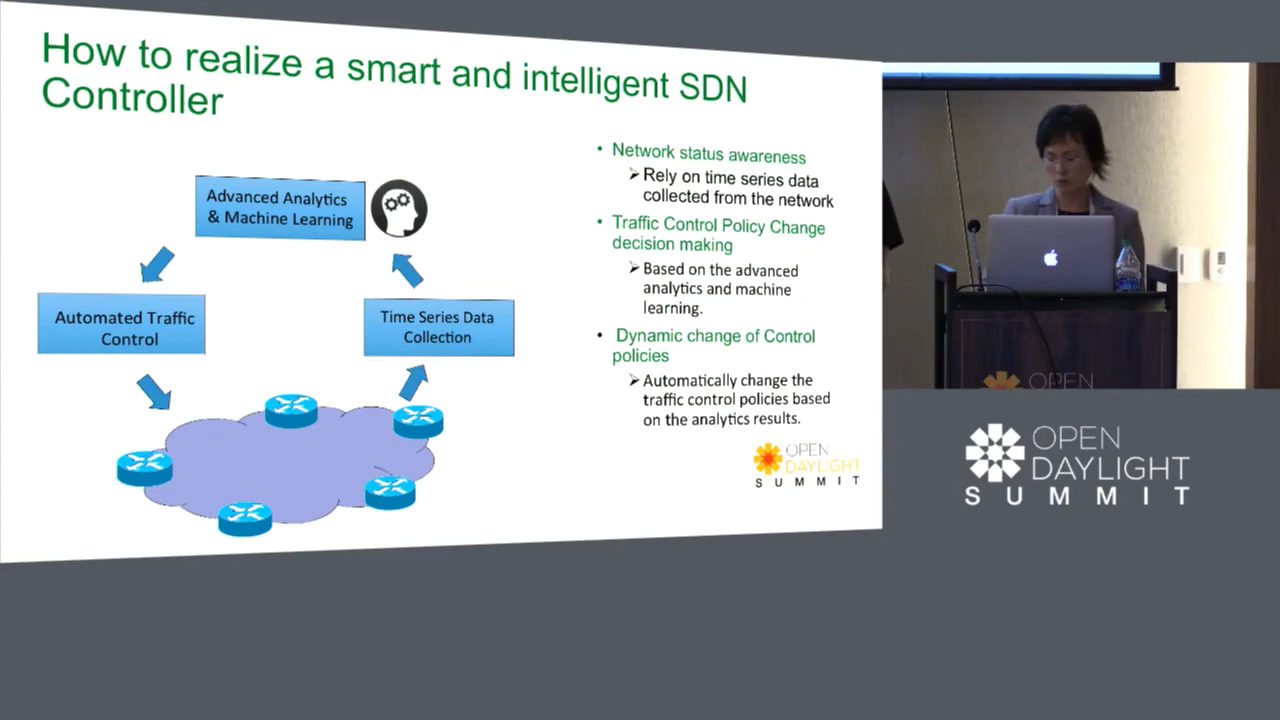 How to realize a smart and intelligent SDN
Controller
Advanced Analytics
& Machine Learning
Automated Traffic
Control
Time Series Data
Collection
• Network status awareness
➢ Rely on time series data
collected from the network
• Traffic Control Policy Change
decision making
➢ Based on the advanced
analytics and machine
learning.
• Dynamic change of Control
policies
➢ Automatically change the
traffic control policies based
on the analytics results.
OPEN
DAYLIGHT
SUMMIT
OPEN
OPEN
DAYLIGHT
SUMMIT